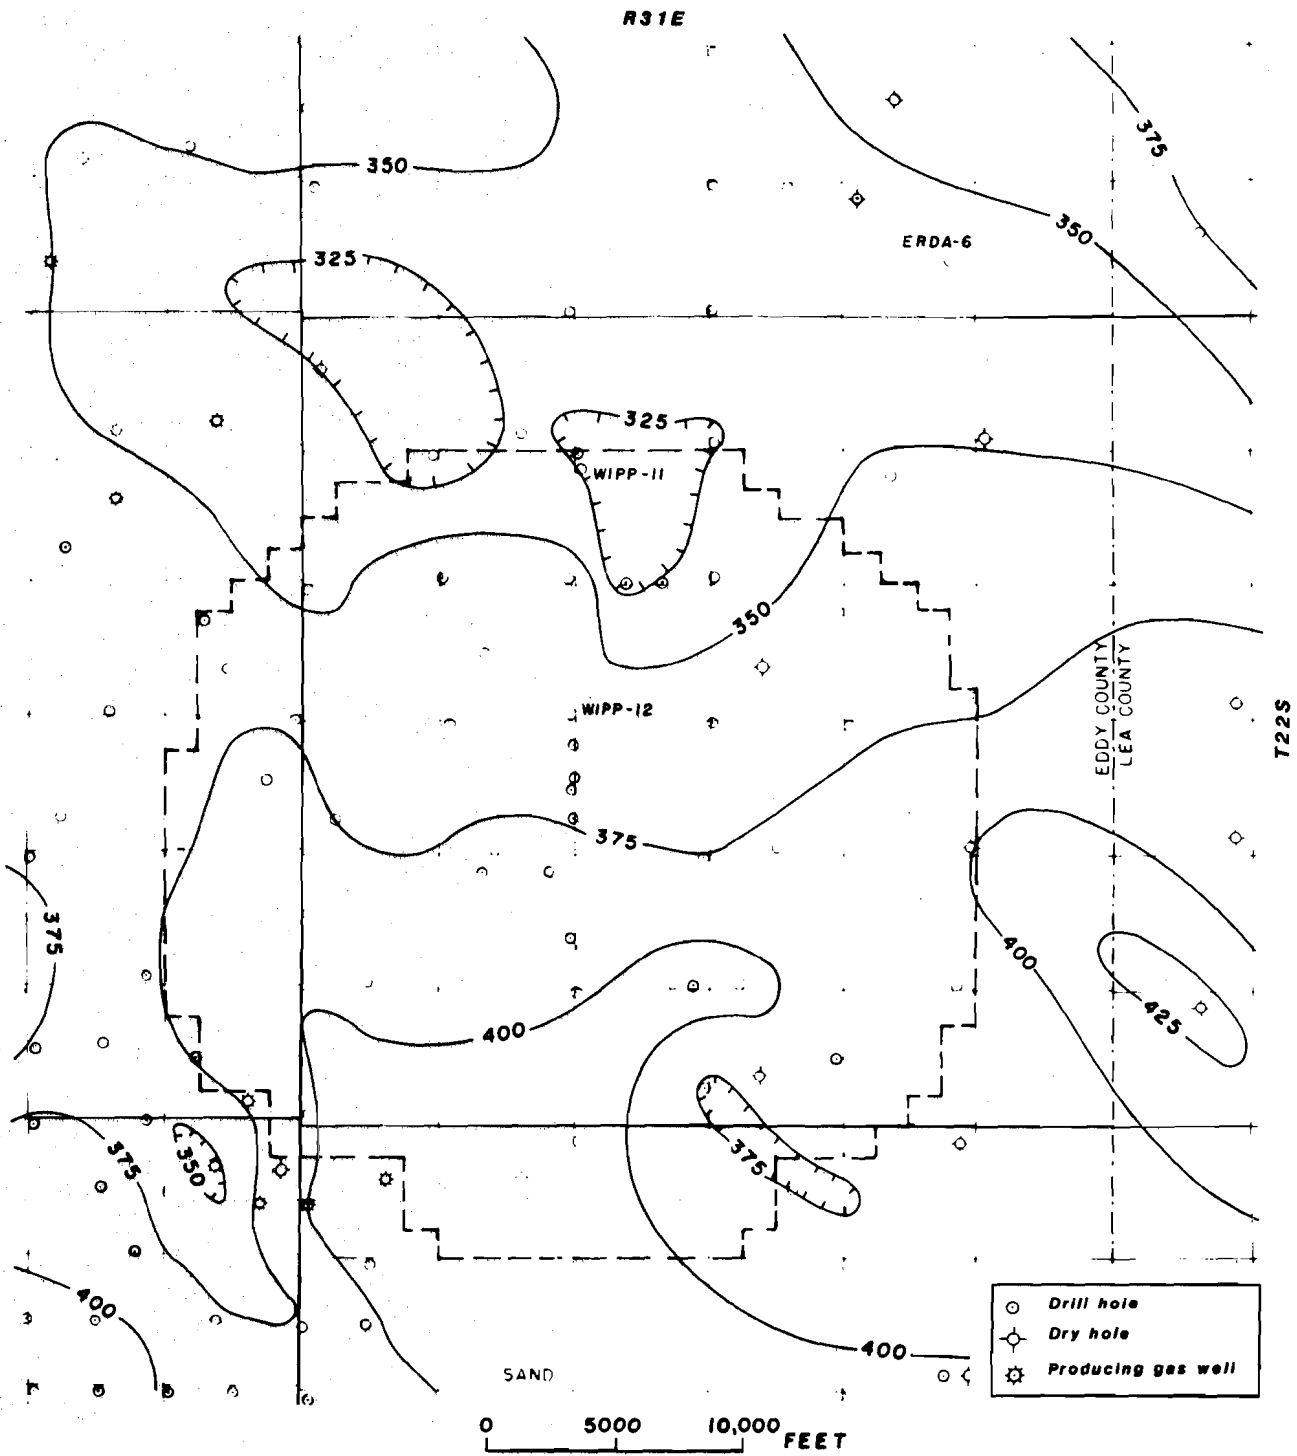 R31E
375
350
350
ERDA-6
325
325
WIPP-11
350
EDDY COUNTY
LEA COUNTY
T22S
WIPP-12
375
375
400
425
400
375
350
375
400
400
SAND
Drill hole
Dry hole
Producing gas well
0 5000 10,000 FEET